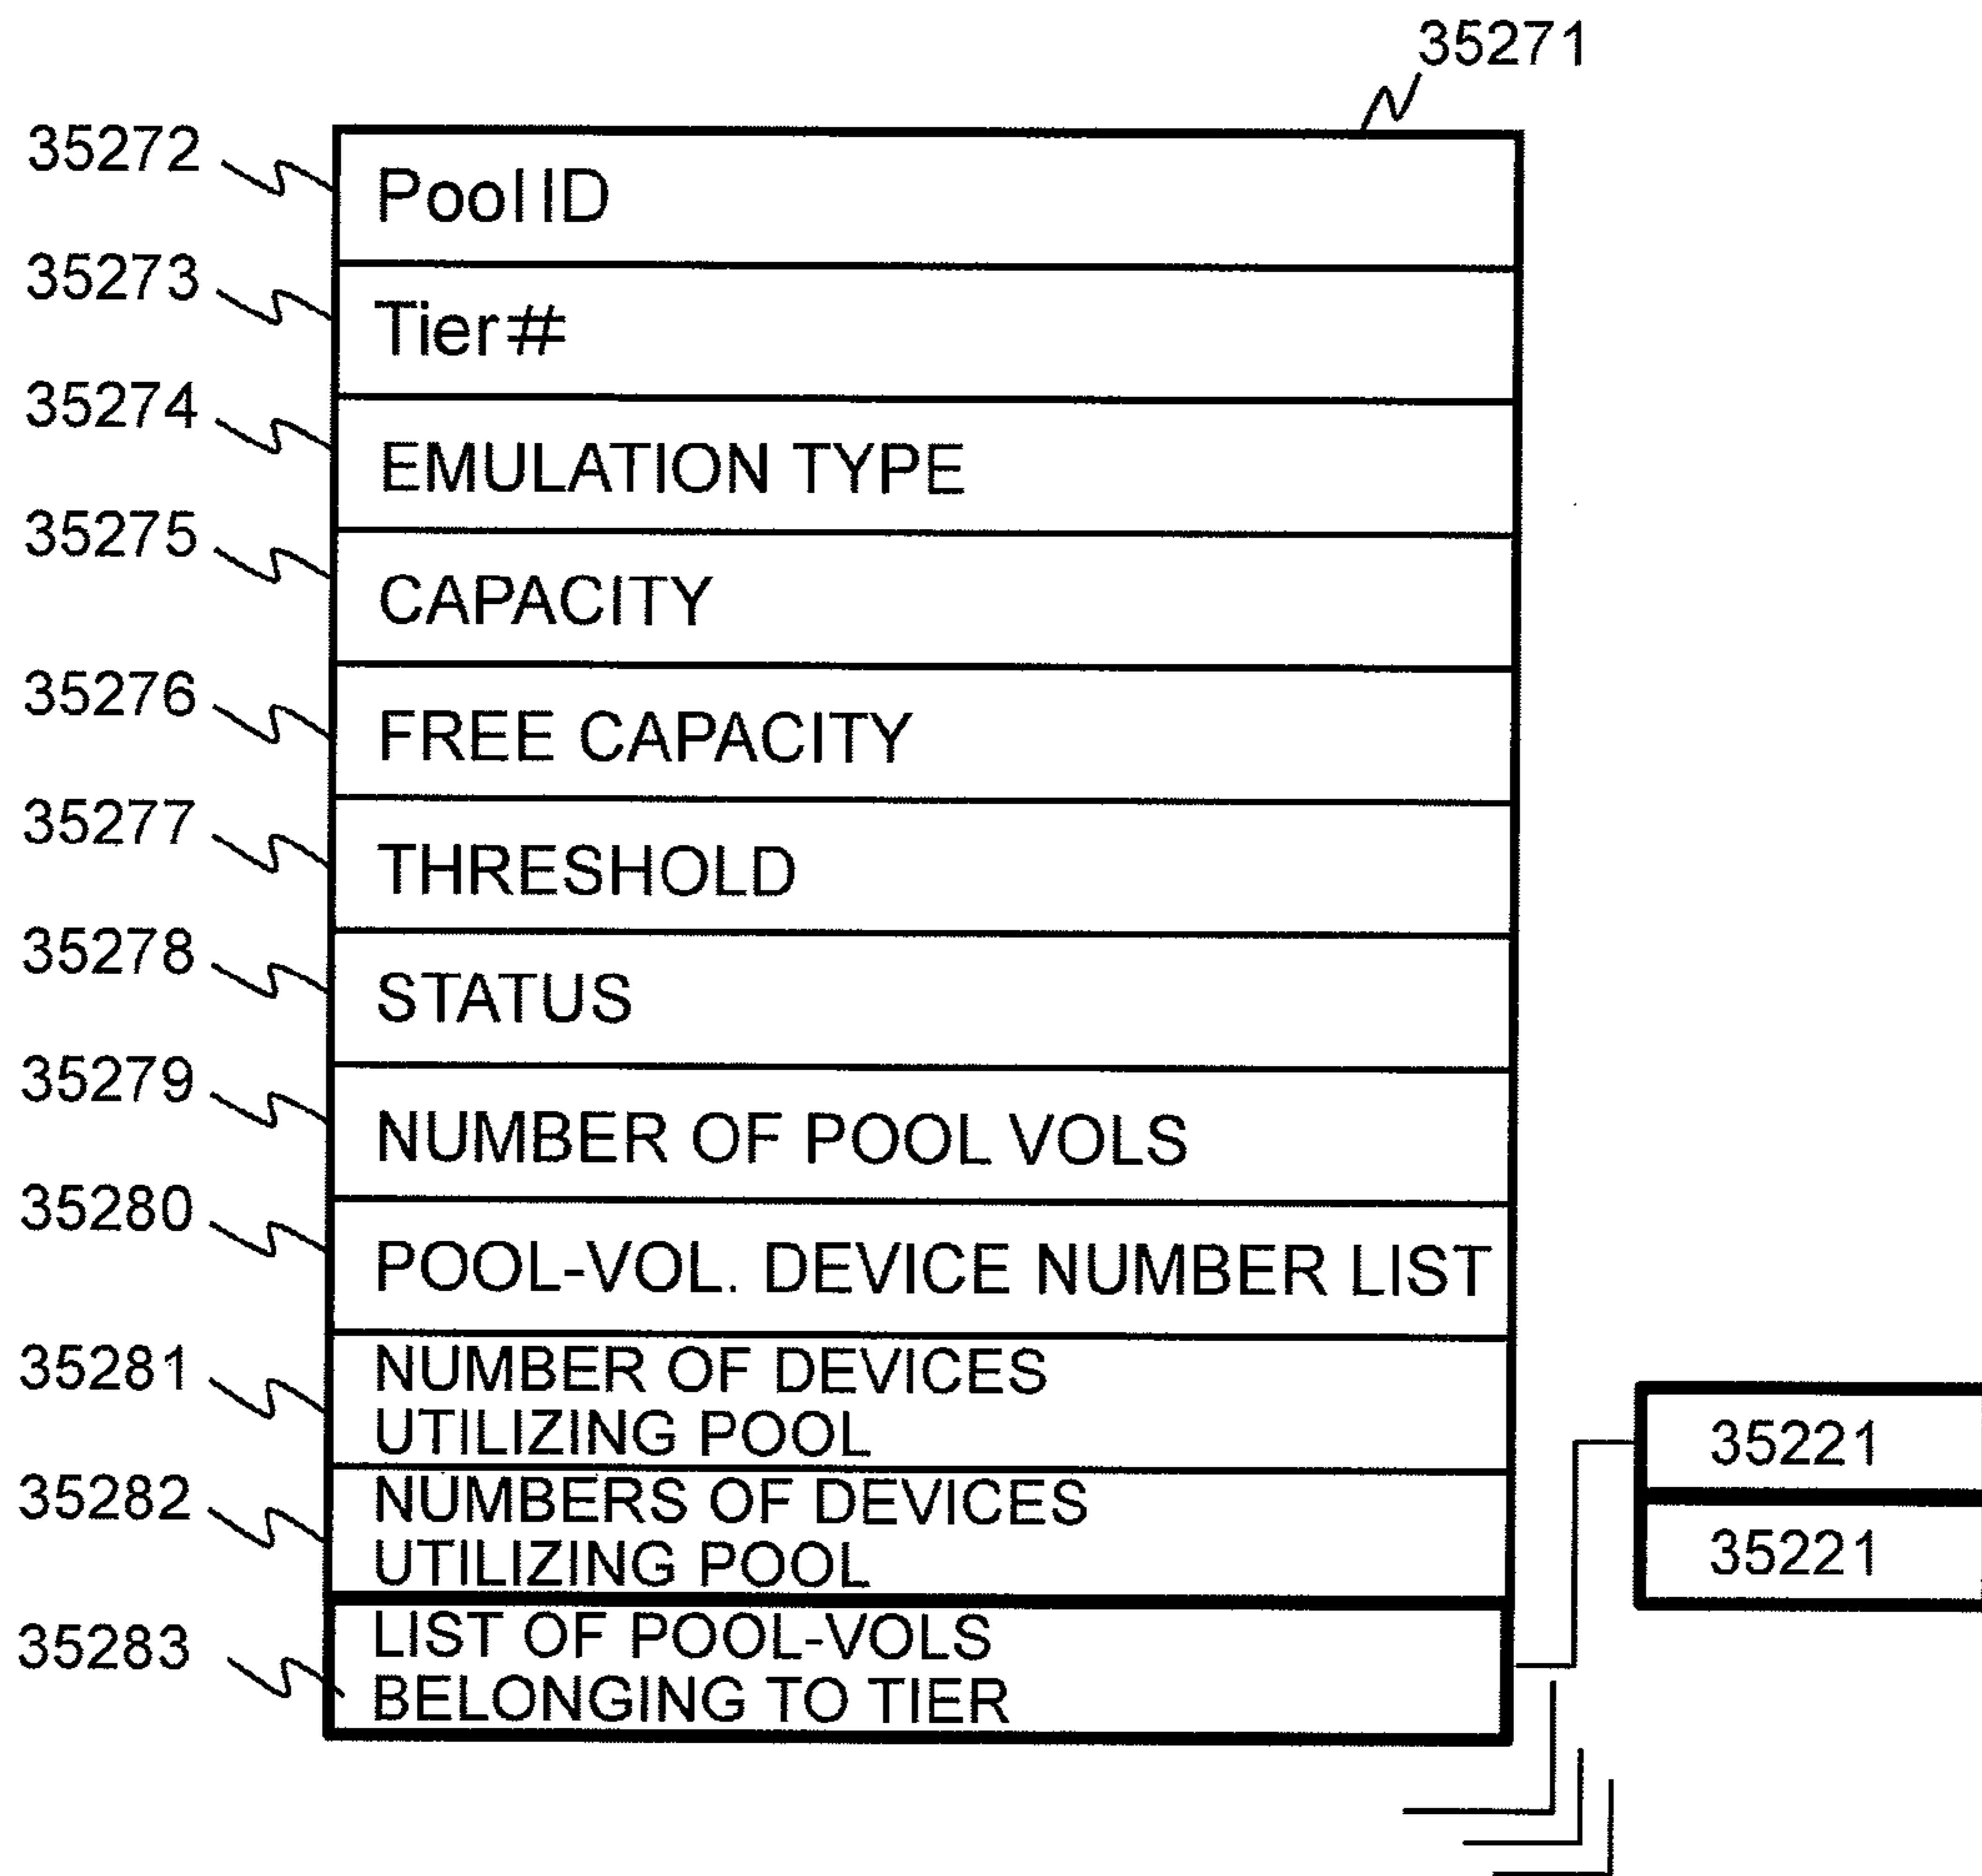 35271
35272
Pool ID
35273
Tier#
35274
EMULATION TYPE
35275
CAPACITY
35276
FREE CAPACITY
35277
THRESHOLD
35278
STATUS
35279
NUMBER OF POOL VOLS
35280
POOL-VOL. DEVICE NUMBER LIST
35281
NUMBER OF DEVICES
UTILIZING POOL
35282
NUMBERS OF DEVICES
UTILIZING POOL
35283
LIST OF POOL-VOLS
BELONGING TO TIER
35221
35221